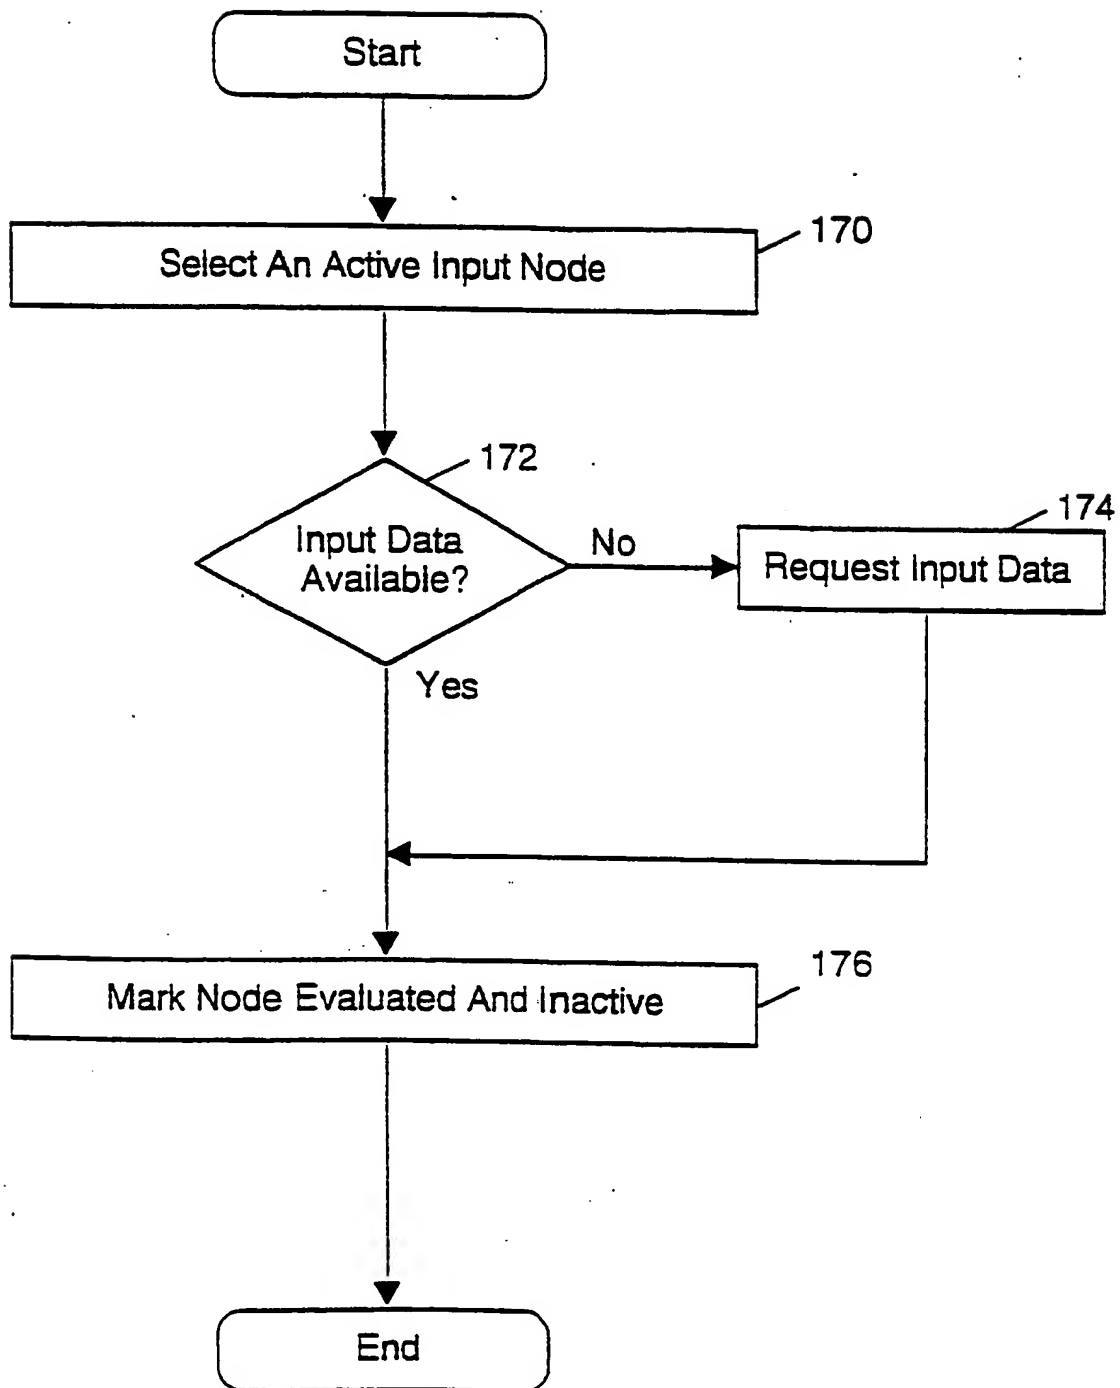 Start
170
Select An Active Input Node
172
Input Data
Available?
No
174
Request Input Data
Yes
176
Mark Node Evaluated And Inactive
End